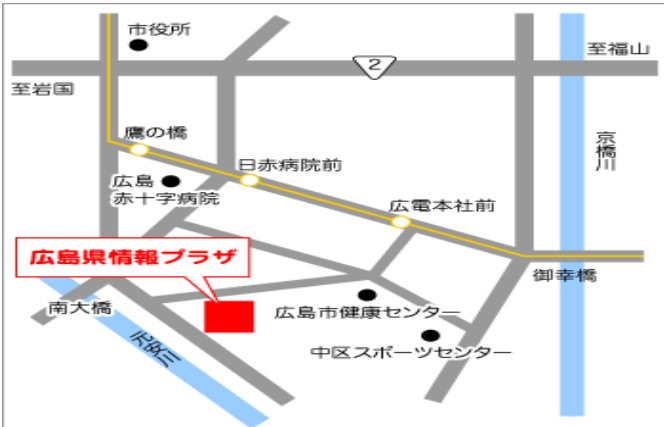 市役所
2
至福山
至岩国
京橋川
鷹の橋
日赤病院前
広島
赤十字病院
広電本社前
広島県情報プラザ
御幸橋
南大橋
広島市健康センター
元安川
中区スポーツセンター